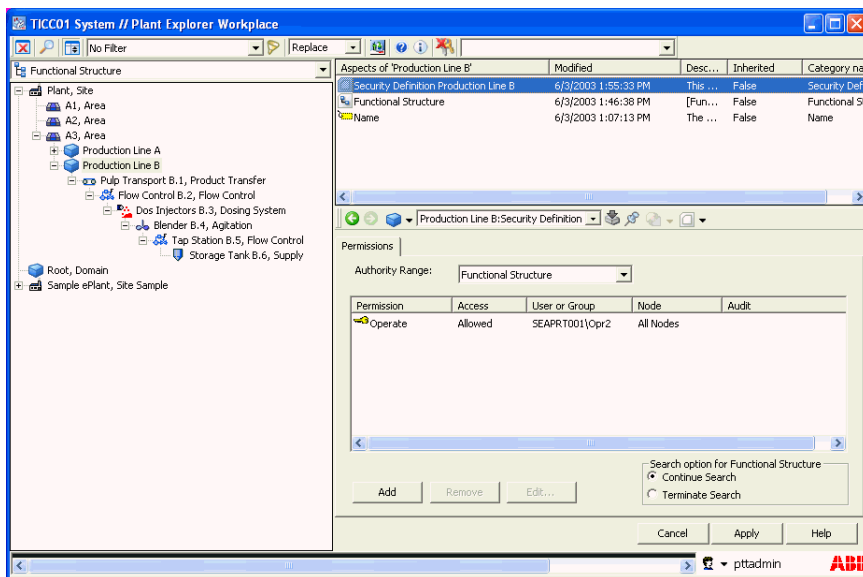 TICC01 System // Plant Explorer Workplace
No Filter Replace
Functional Structure
Plant, Site
A1, Area
A2, Area
A3, Area
Production Line A
Production Line B
Pulp Transport B.1, Product Transfer
Flow Control B.2, Flow Control
Dos Injectors B.3, Dosing System
Blender B.4, Agitation
Tap Station B.5, Flow Control
Storage Tank B.6, Supply
Root, Domain
Sample ePlant, Site Sample
Aspects of 'Production Line B' Modified Desc... Inherited Category na
Security Definition Production Line B 6/3/2003 1:55:33 PM This ... False Security Def
Functional Structure 6/3/2003 1:46:38 PM [Fun... False Functional S
Name 6/3/2003 1:07:13 PM The ... False Name
Production Line B:Security Definition
Permissions
Authority Range: Functional Structure
Permission Access User or Group Node Audit
Operate Allowed SEAPRT001\Opr2 All Nodes
Search option for Functional Structure
Continue Search
Terminate Search
Add Remove Edit...
Cancel Apply Help
pttadmin ABB